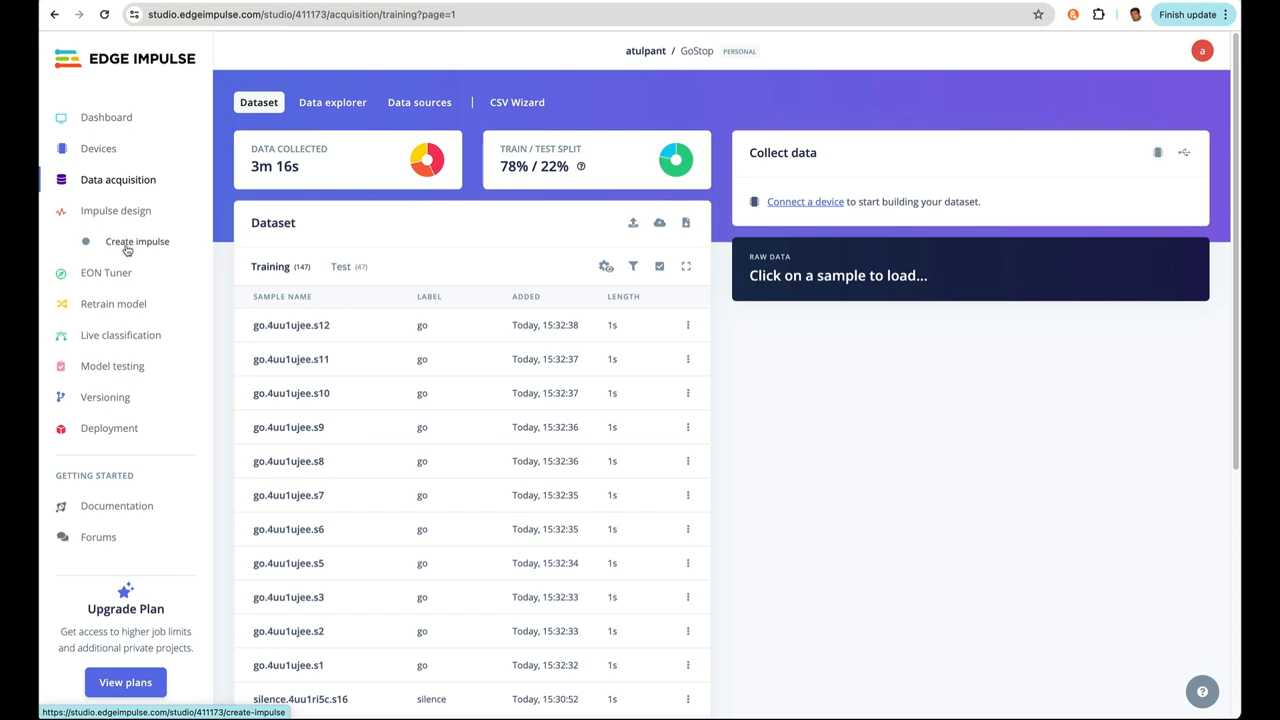 studio.edgeimpulse.com/studio/411173/acquisition/training?page=1
Finish update
EDGE IMPULSE
atulpant / GoStop PERSONAL
a
Dashboard
Devices
Data acquisition
Impulse design
Create impulse
EON Tuner
Retrain model
Live classification
Model testing
Versioning
Deployment
GETTING STARTED
Documentation
Forums
Upgrade Plan
Get access to higher job limits
and additional private projects.
View plans
https://studio.edgeimpulse.com/studio/411173/create-impulse
Dataset Data explorer Data sources | CSV Wizard
DATA COLLECTED
3m 16s
TRAIN / TEST SPLIT
78% / 22%
Collect data
Connect a device to start building your dataset.
RAW DATA
Click on a sample to load...
Dataset
Training (147) Test (47)
SAMPLE NAME LABEL ADDED LENGTH
go.4uu1ujee.s12 go Today, 15:32:38 1s
go.4uu1ujee.s11 go Today, 15:32:37 1s
go.4uu1ujee.s10 go Today, 15:32:37 1s
go.4uu1ujee.s9 go Today, 15:32:36 1s
go.4uu1ujee.s8 go Today, 15:32:36 1s
go.4uu1ujee.s7 go Today, 15:32:35 1s
go.4uu1ujee.s6 go Today, 15:32:35 1s
go.4uu1ujee.s5 go Today, 15:32:34 1s
go.4uu1ujee.s3 go Today, 15:32:33 1s
go.4uu1ujee.s2 go Today, 15:32:33 1s
go.4uu1ujee.s1 go Today, 15:32:32 1s
silence.4uu1ri5c.s16 silence Today, 15:30:52 1s